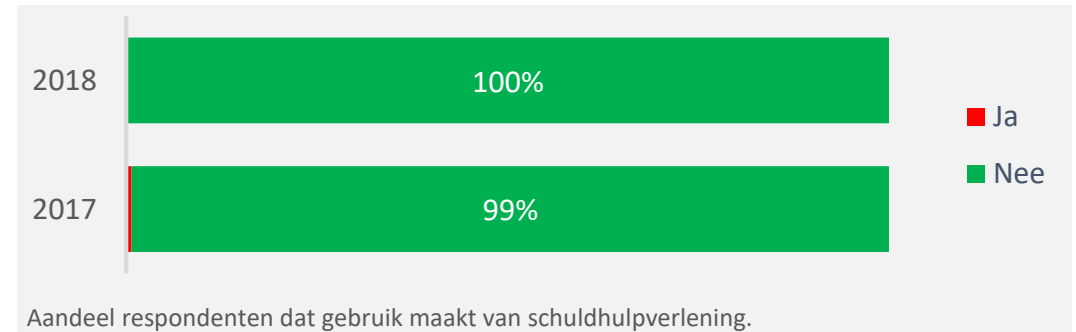 2018
100%
Ja
Nee
2017
99%
Aandeel respondenten dat gebruik maakt van schuldhulpverlening.